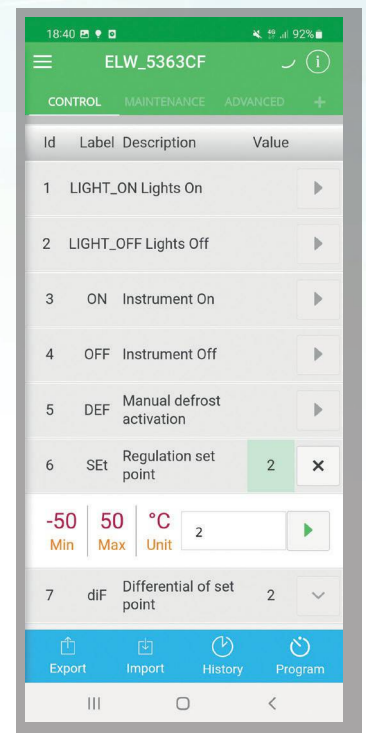 18:40 92%
ELW_5363CF i
CONTROL MAINTENANCE ADVANCED +
Id Label Description Value
1 LIGHT_ON Lights On
2 LIGHT_OFF Lights Off
3 ON Instrument On
4 OFF Instrument Off
5 DEF Manual defrost
activation
6 SEt Regulation set
point 2
-50 50 °C 2
Min Max Unit
7 diF Differential of set
point 2
Export Import History Program